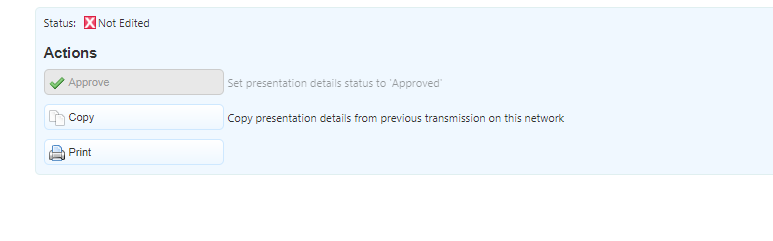 Status: Not Edited
Actions
Approve Set presentation details status to 'Approved'
Copy Copy presentation details from previous transmission on this network
Print